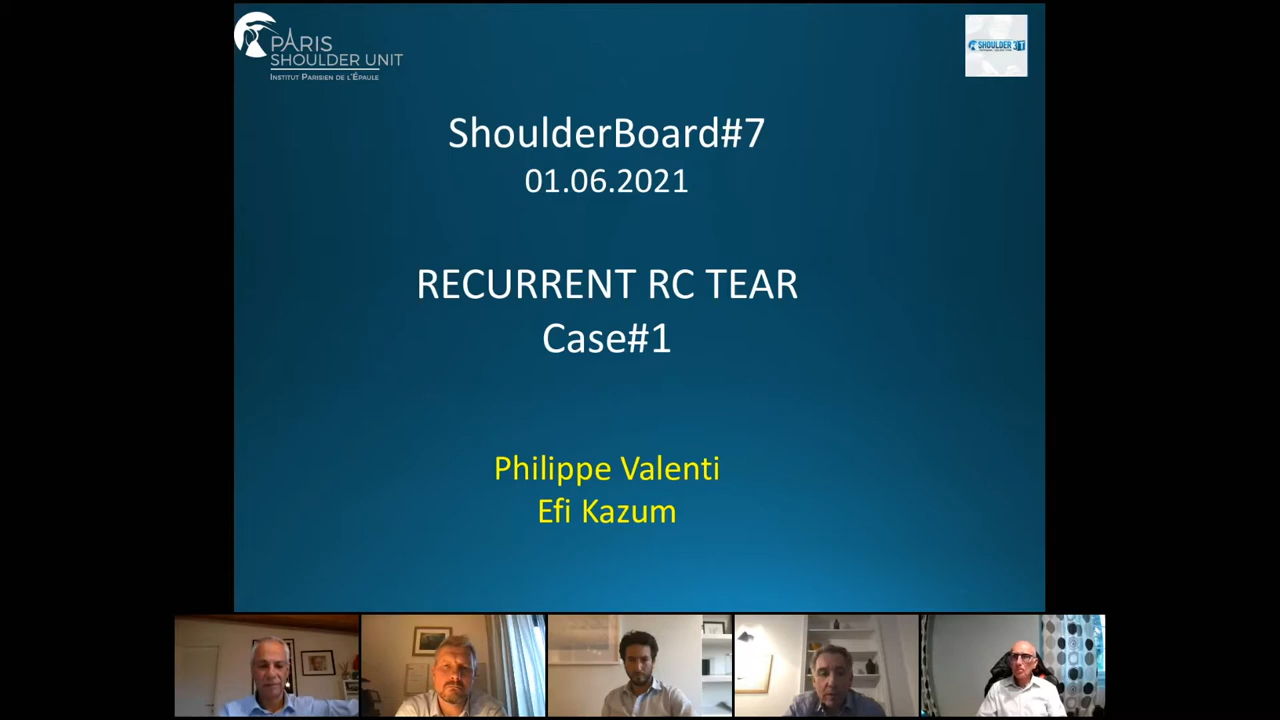 PARIS
SHOULDER UNIT
INSTITUT PARISIEN DE L'ÉPAULE
SHOULDER
ShoulderBoard#7
01.06.2021
RECURRENT RC TEAR
Case#1
Philippe Valenti
Efi Kazum